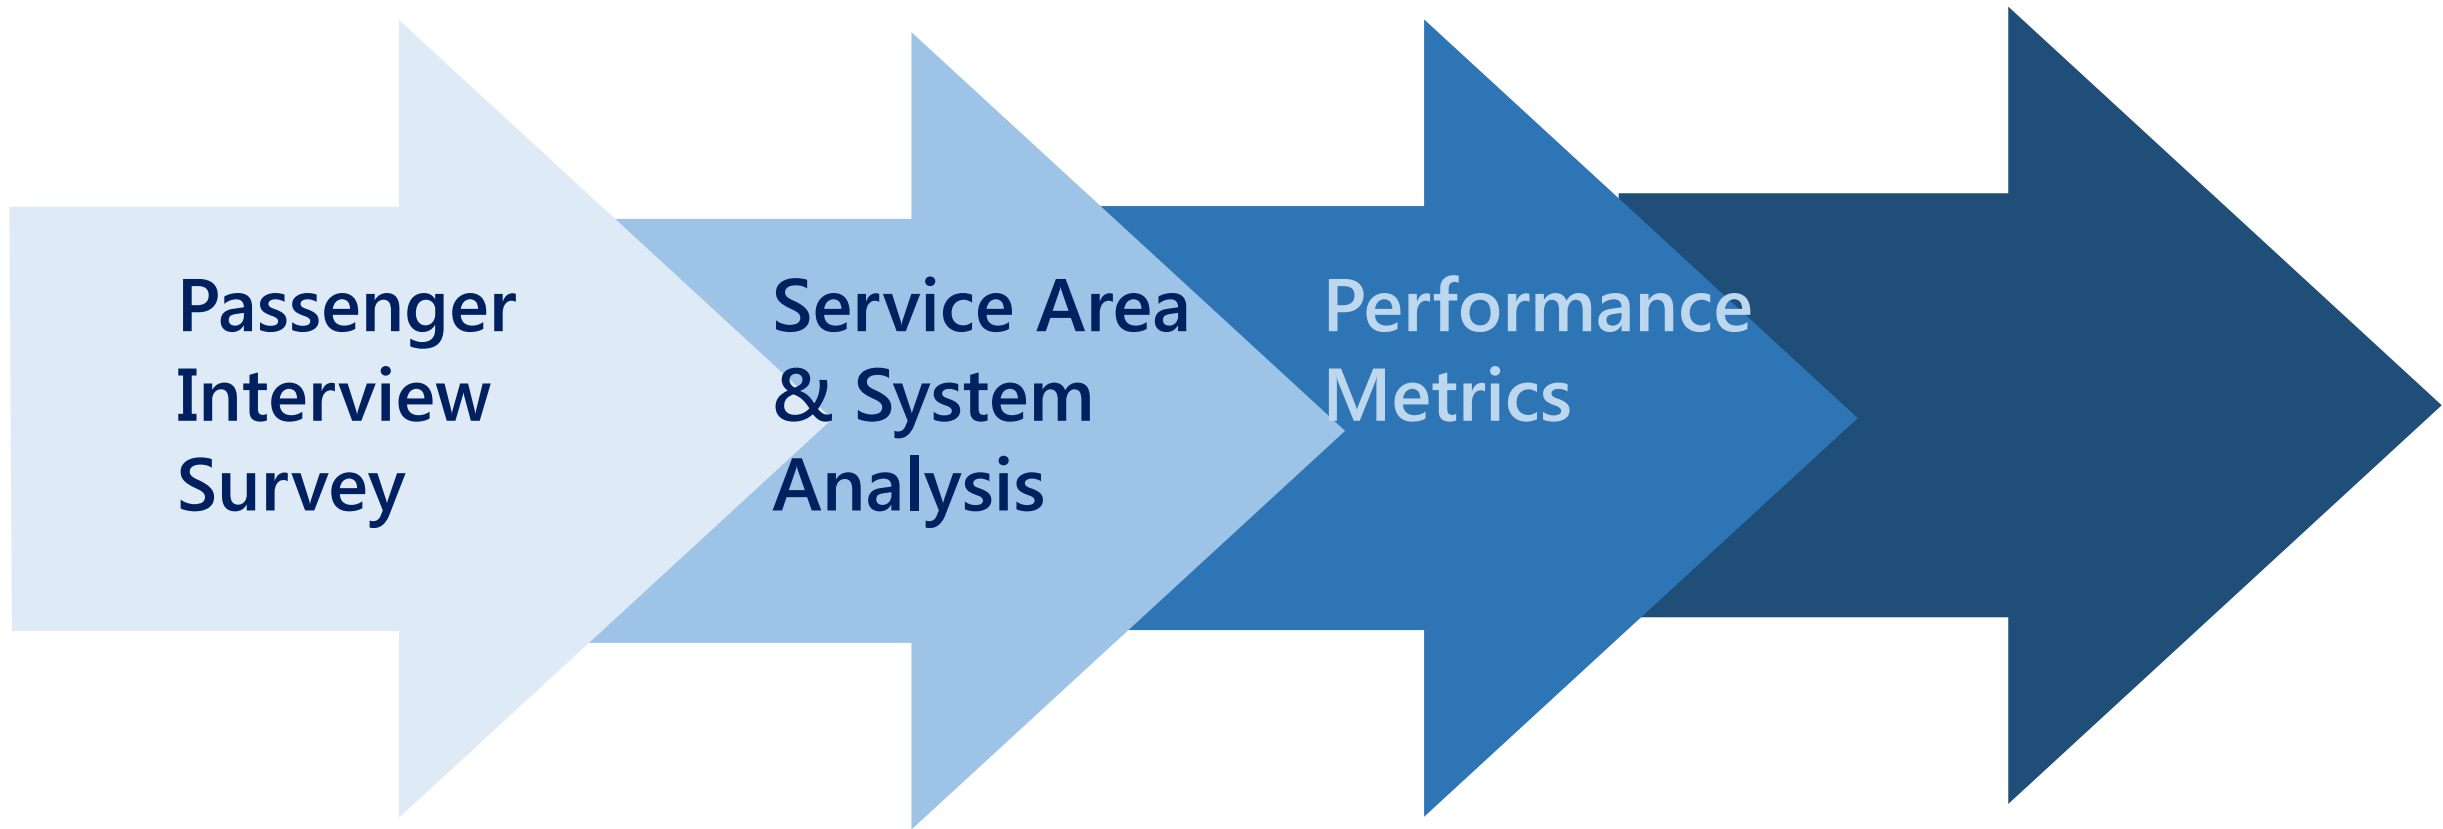 Passenger
Interview
Survey
Service Area
& System
Analysis
Performance
Metrics